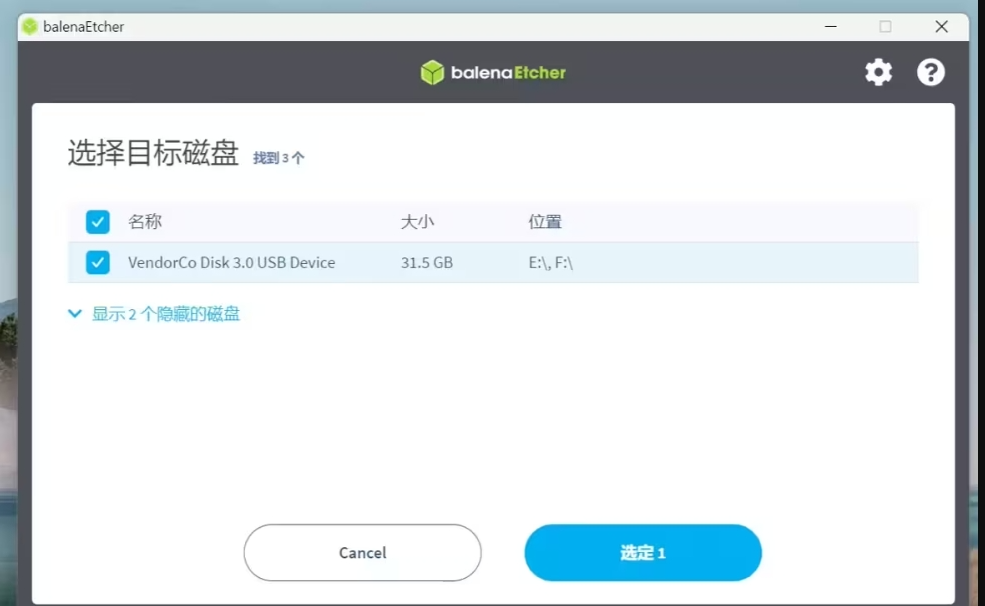 balenaEtcher
balenaEtcher
选择目标磁盘 找到 3 个
名称 大小 位置
VendorCo Disk 3.0 USB Device 31.5 GB E:\, F:\
显示 2 个隐藏的磁盘
Cancel 选定 1